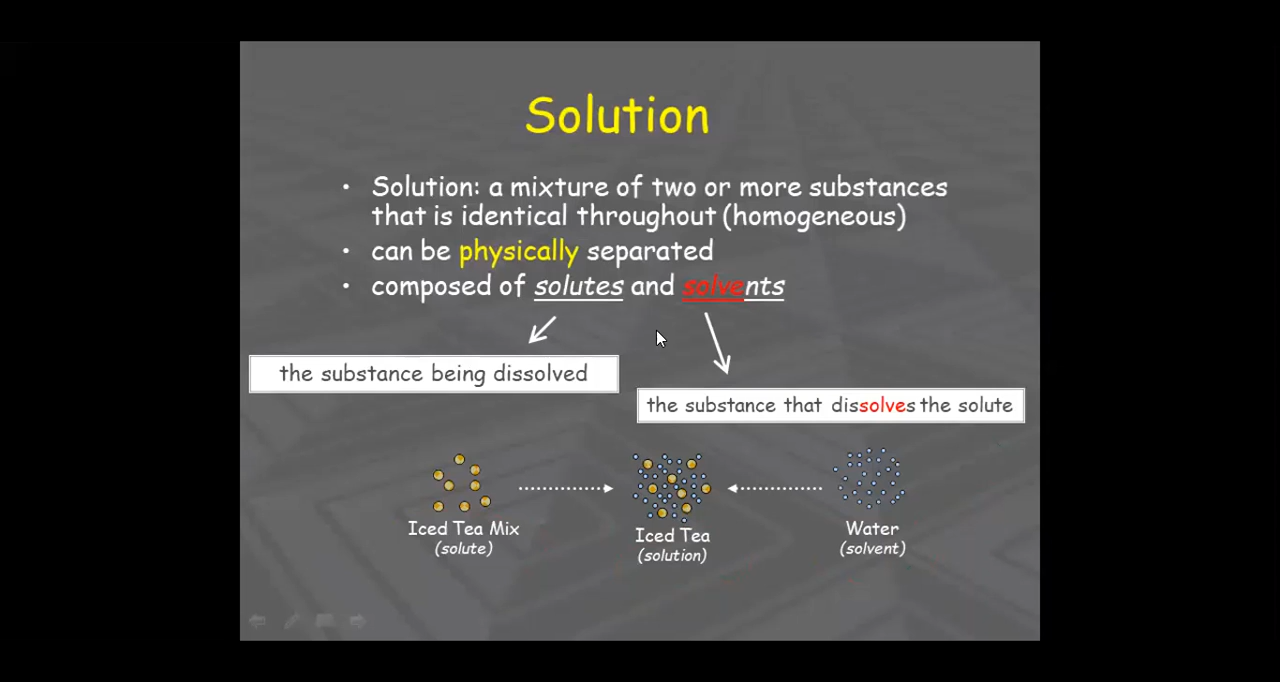 Solution
• Solution: a mixture of two or more substances
that is identical throughout (homogeneous)
• can be physically separated
• composed of solutes and solvents
the substance being dissolved
the substance that dissolves the solute
Iced Tea Mix
(solute)
Iced Tea
(solution)
Water
(solvent)